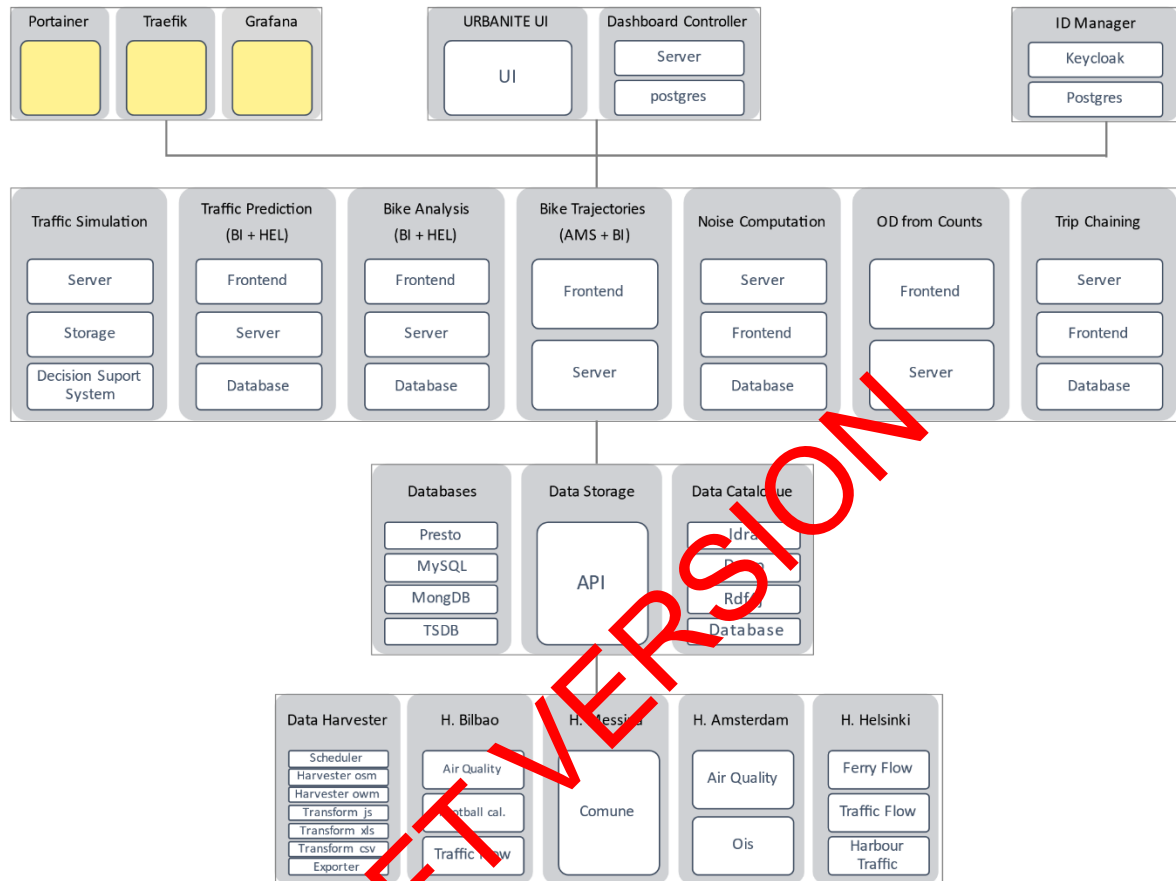 Portainer
Traefik
Grafana
URBANITE UI
UI
Dashboard Controller
Server
postgres
ID Manager
Keycloak
Postgres
Traffic Simulation
Server
Storage
Decision Suport
System
Traffic Prediction
(BI + HEL)
Frontend
Server
Database
Bike Analysis
(BI + HEL)
Frontend
Server
Database
Bike Trajectories
(AMS + BI)
Frontend
Server
Noise Computation
Server
Frontend
Database
OD from Counts
Frontend
Server
Trip Chaining
Server
Frontend
Database
Databases
Presto
MySQL
MongDB
TSDB
Data Storage
API
Data Catalogue
Idra
Database
Data Harvester
Scheduler
Harvester osm
Harvester owm
Transform js
Transform xls
Transform csv
Exporter
H. Bilbao
Air Quality
cal.
Traffic Flow
H. Messina
Comune
H. Amsterdam
Air Quality
Ois
H. Helsinki
Ferry Flow
Traffic Flow
Harbour
Traffic
VERSION